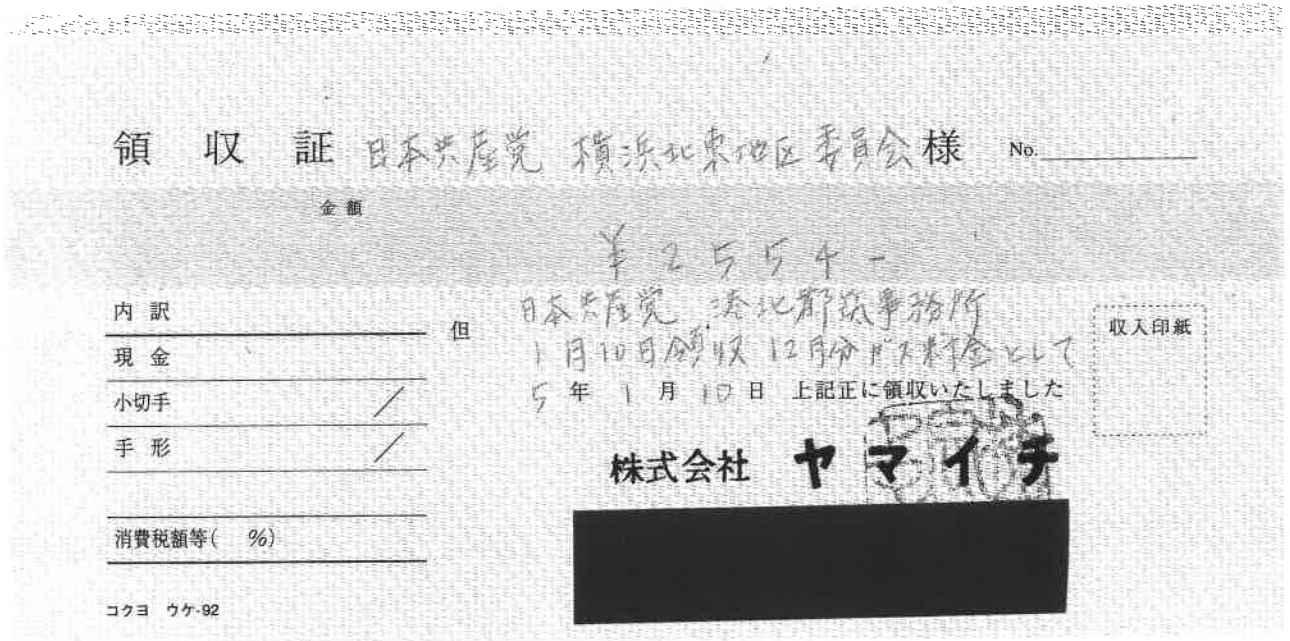 領収証 日本共産党 横浜北東地区委員会様 No.
金額
¥2554-
内訳
現金
小切手
手形
消費税額等( %)
コクヨ ウケ-92
但 日本共産党 港北都筑事務所
1月10日領収 12月分ガス料金として
5年1月10日 上記正に領収いたしました
株式会社 ヤマイチ
収入印紙